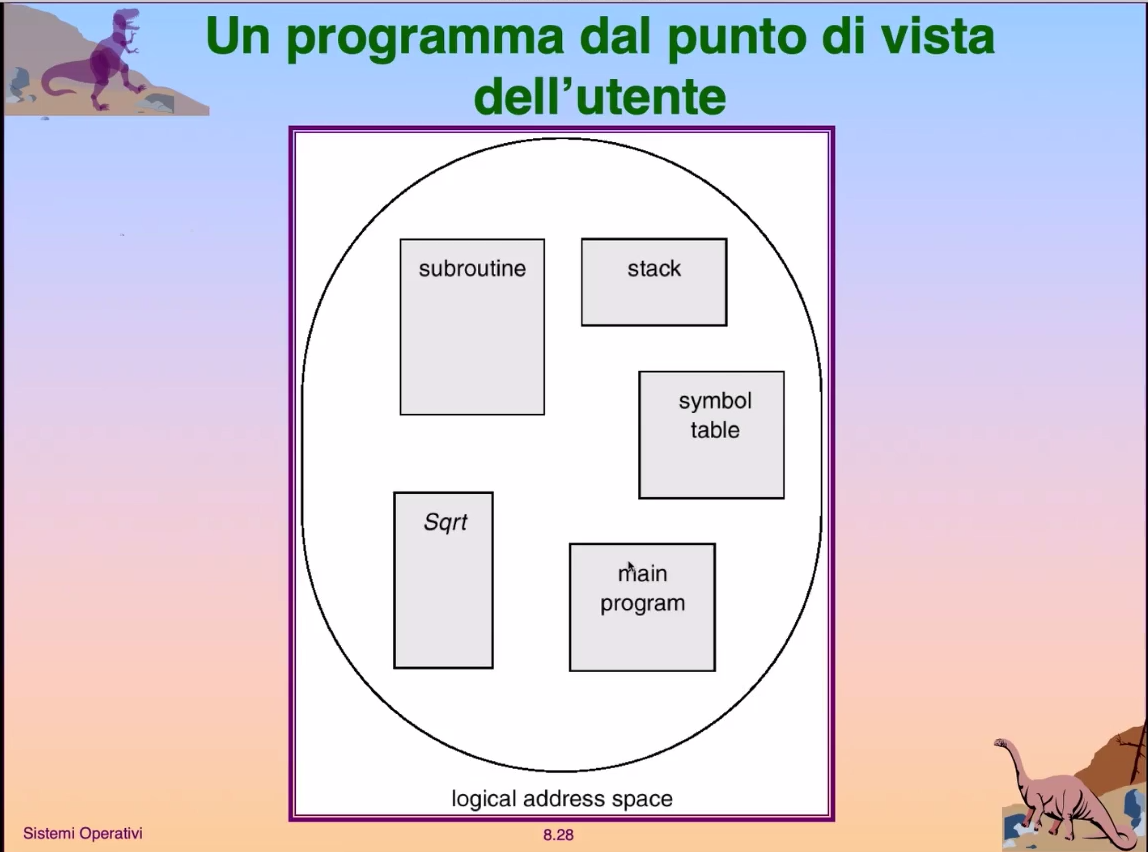 Un programma dal punto di vista
dell’utente
subroutine
stack
symbol
table
Sqrt
main
program
logical address space
Sistemi Operativi
8.28